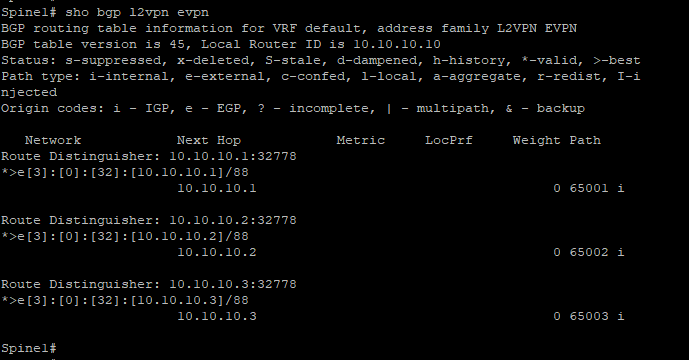 Spine1# sho bgp l2vpn evpn
BGP routing table information for VRF default, address family L2VPN EVPN
BGP table version is 45, Local Router ID is 10.10.10.10
Status: s-suppressed, x-deleted, S-stale, d-dampened, h-history, *-valid, >-best
Path type: i-internal, e-external, c-confed, l-local, a-aggregate, r-redist, I-i
njected
Origin codes: i - IGP, e - EGP, ? - incomplete, | - multipath, & - backup
   Network            Next Hop            Metric     LocPrf     Weight Path
Route Distinguisher: 10.10.10.1:32778
*>e[3]:[0]:[32]:[10.10.10.1]/88
                      10.10.10.1                                     0 65001 i
Route Distinguisher: 10.10.10.2:32778
*>e[3]:[0]:[32]:[10.10.10.2]/88
                      10.10.10.2                                     0 65002 i
Route Distinguisher: 10.10.10.3:32778
*>e[3]:[0]:[32]:[10.10.10.3]/88
                      10.10.10.3                                     0 65003 i
Spine1#